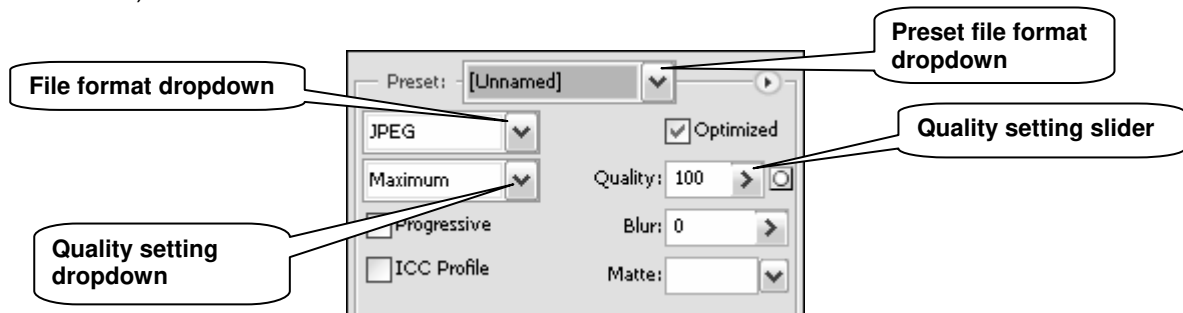 Preset file format
dropdown
File format dropdown
Preset: [Unnamed]
JPEG
Optimized
Quality setting slider
Maximum
Quality: 100
Progressive
Blur: 0
Quality setting
dropdown
ICC Profile
Matte: